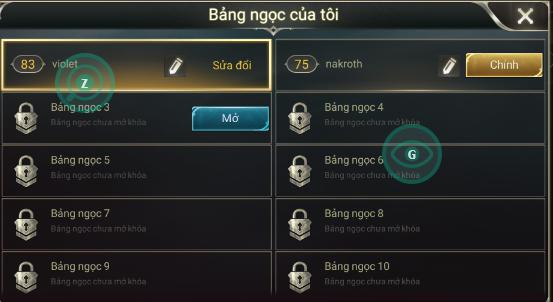 Bảng ngọc của tôi
83 violet Sửa đổi
75 nakroth Chính
Z
Bảng ngọc 3
Bảng ngọc chưa mở khóa
Mở
Bảng ngọc 4
Bảng ngọc chưa mở khóa
G
Bảng ngọc 5
Bảng ngọc chưa mở khóa
Bảng ngọc 6
Bảng ngọc chưa mở khóa
Bảng ngọc 7
Bảng ngọc chưa mở khóa
Bảng ngọc 8
Bảng ngọc chưa mở khóa
Bảng ngọc 9
Bảng ngọc chưa mở khóa
Bảng ngọc 10
Bảng ngọc chưa mở khóa